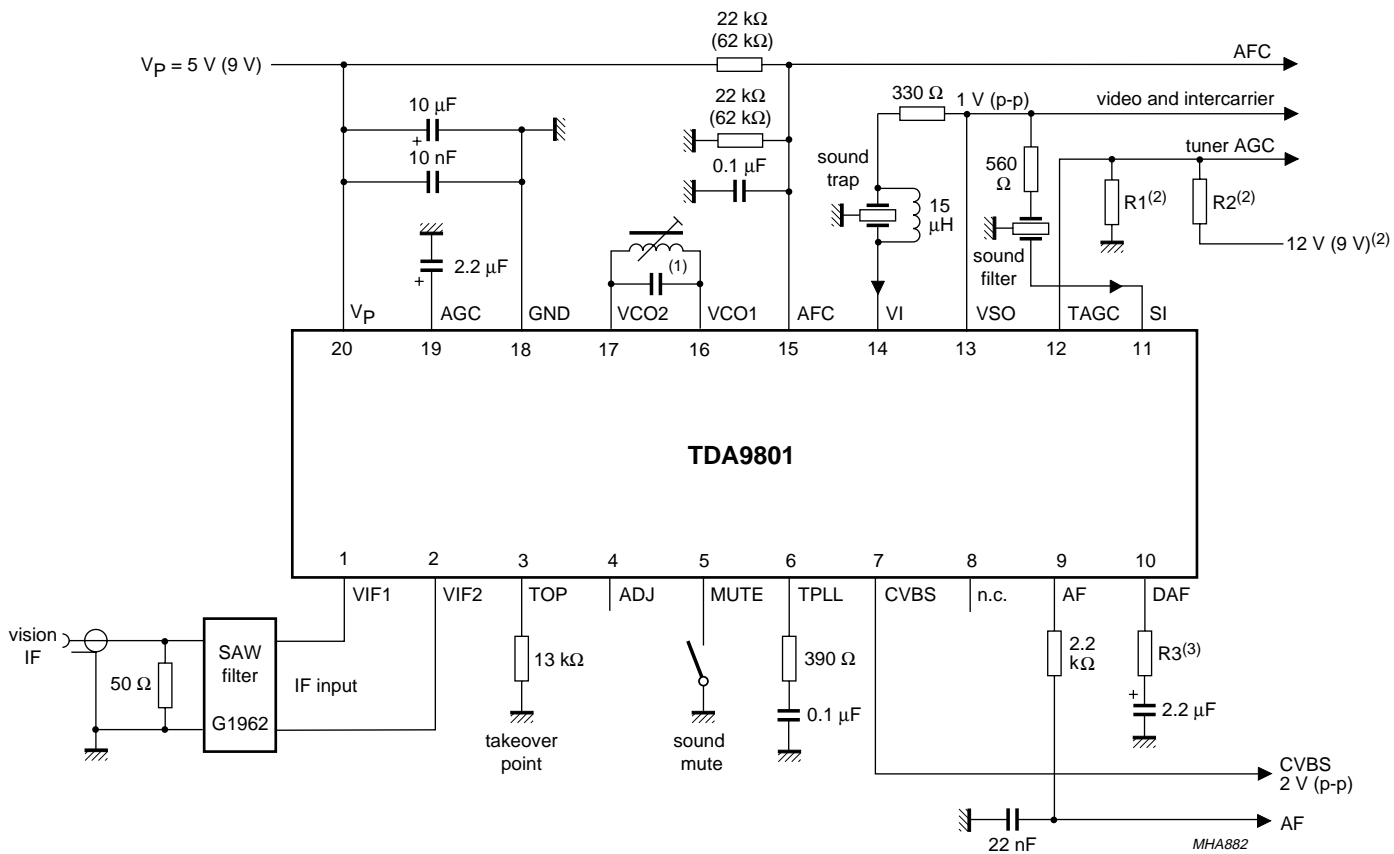 22 kΩ
(62 kΩ)
VP = 5 V (9 V)
AFC
10 μF
+
10 nF
22 kΩ
(62 kΩ)
0.1 μF
330 Ω
1 V (p-p)
video and intercarrier
tuner AGC
sound
trap
15
μH
560
Ω
sound
filter
R1(2)
R2(2)
12 V (9 V)(2)
2.2 μF
+
(1)
VP
AGC
GND
VCO2
VCO1
AFC
VI
VSO
TAGC
SI
20
19
18
17
16
15
14
13
12
11
TDA9801
1
2
3
4
5
6
7
8
9
10
VIF1
VIF2
TOP
ADJ
MUTE
TPLL
CVBS
n.c.
AF
DAF
vision
IF
50 Ω
SAW
filter
G1962
IF input
13 kΩ
takeover
point
sound
mute
390 Ω
0.1 μF
2.2
kΩ
R3(3)
+
2.2 μF
CVBS
2 V (p-p)
22 nF
AF
MHA882